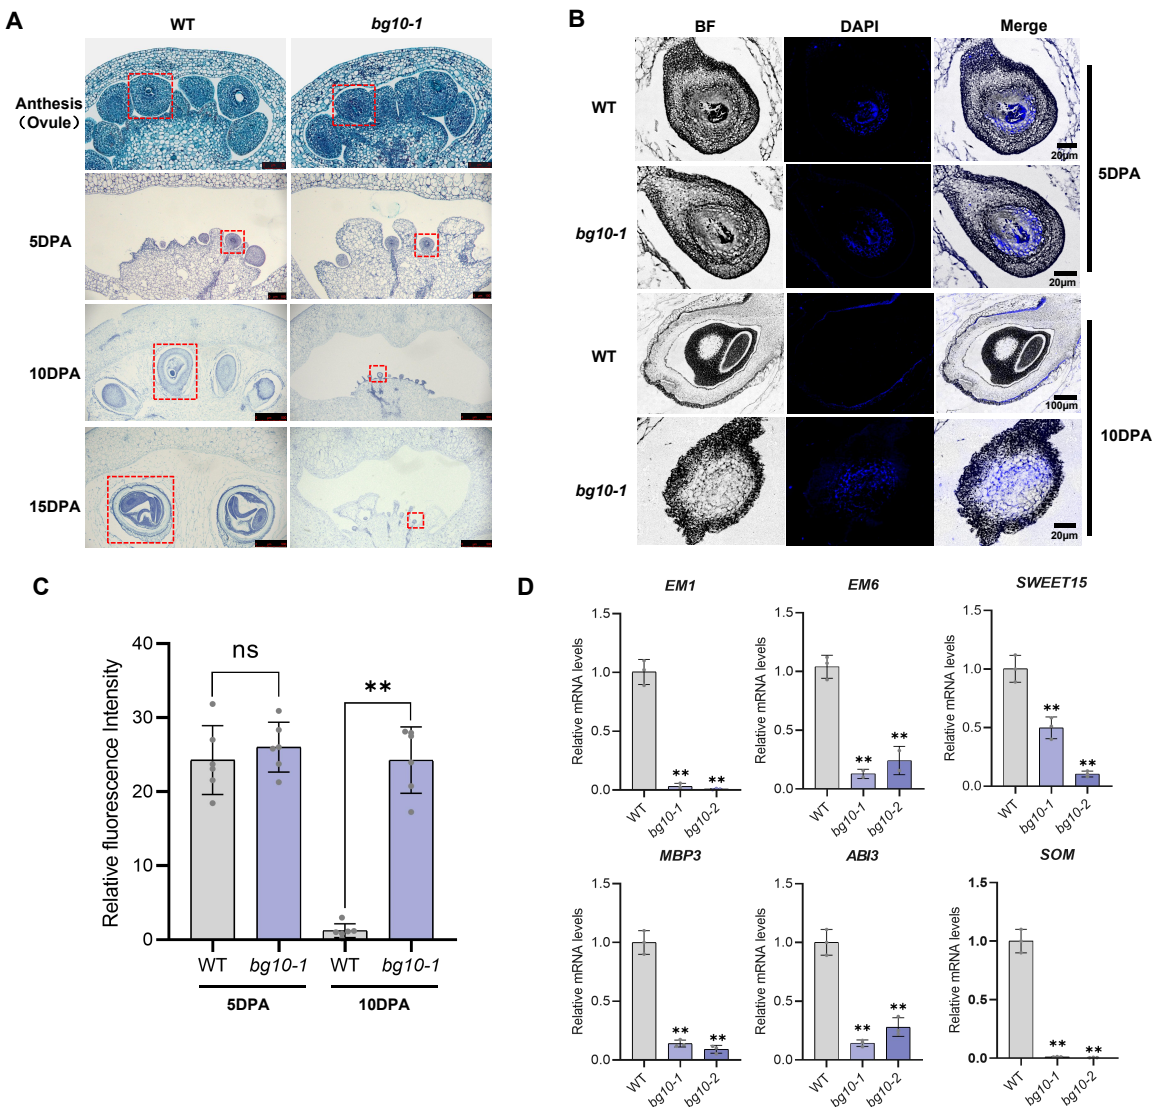 A
WT
bg10-1
Anthesis
（Ovule）
5DPA
10DPA
15DPA
B
BF
DAPI
Merge
WT
20μm
bg10-1
20μm
5DPA
WT
100μm
bg10-1
20μm
10DPA
C
Relative fluorescence Intensity
40
30
20
10
0
ns
**
WT
bg10-1
WT
bg10-1
5DPA
10DPA
D
EM1
Relative mRNA levels
1.5
1.0
0.5
0.0
**
**
WT
bg10-1
bg10-2
EM6
Relative mRNA levels
1.5
1.0
0.5
0.0
**
**
WT
bg10-1
bg10-2
SWEET15
Relative mRNA levels
1.5
1.0
0.5
0.0
**
**
WT
bg10-1
bg10-2
MBP3
Relative mRNA levels
1.5
1.0
0.5
0.0
**
**
WT
bg10-1
bg10-2
ABI3
Relative mRNA levels
1.5
1.0
0.5
0.0
**
**
WT
bg10-1
bg10-2
SOM
Relative mRNA levels
1.5
1.0
0.5
0.0
**
**
WT
bg10-1
bg10-2